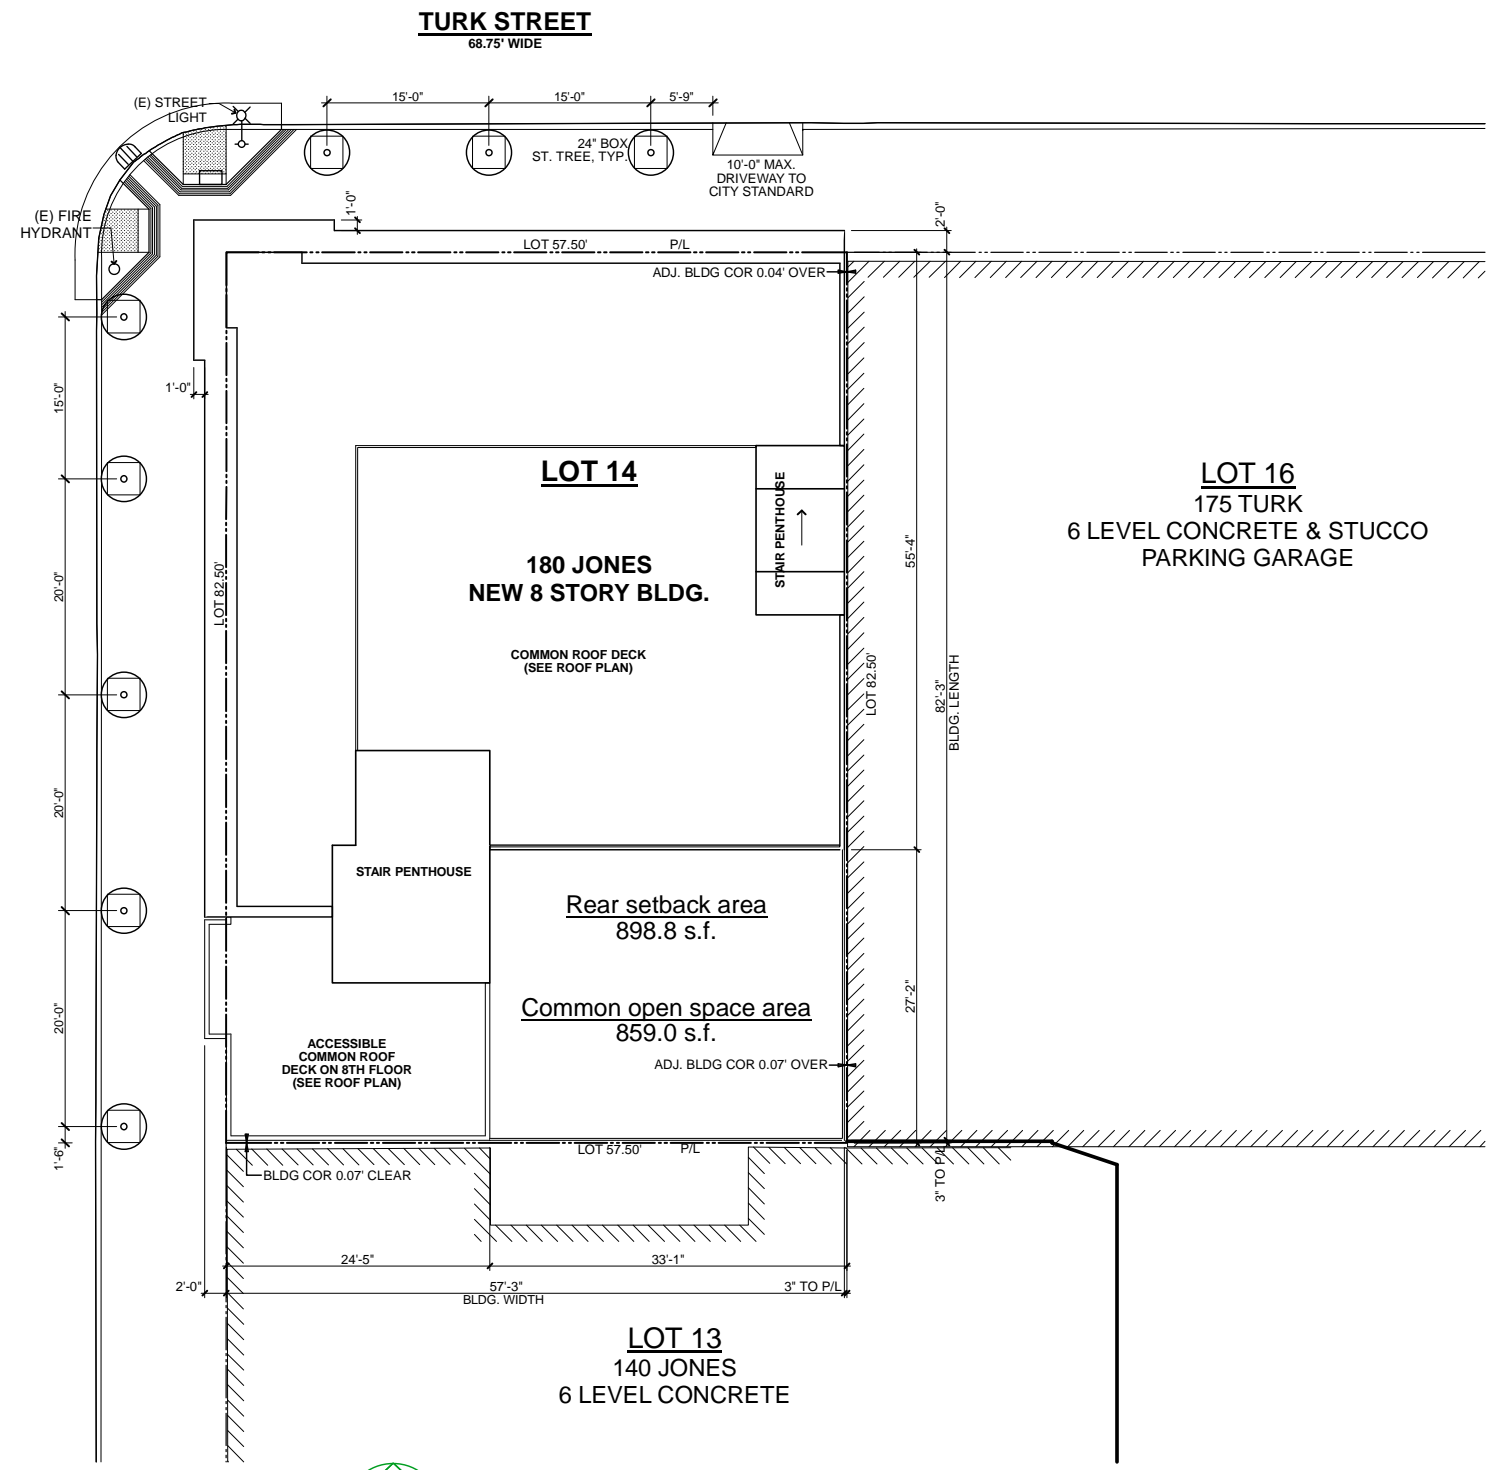 TURK STREET
68.75' WIDE
(E) STREET
LIGHT
15'-0"
15'-0"
5'-9"
24" BOX
ST. TREE, TYP.
10'-0" MAX.
DRIVEWAY TO
CITY STANDARD
(E) FIRE
HYDRANT
1'-0"
2'-0"
LOT 57.50'
P/L
ADJ. BLDG COR 0.04' OVER
1'-0"
15'-0"
20'-0"
20'-0"
20'-0"
1'-6"
LOT 82.50'
LOT 14
180 JONES
NEW 8 STORY BLDG.
COMMON ROOF DECK
(SEE ROOF PLAN)
STAIR PENTHOUSE
LOT 16
175 TURK
6 LEVEL CONCRETE & STUCCO
PARKING GARAGE
55'-4"
LOT 82.50'
82'-3"
BLDG. LENGTH
STAIR PENTHOUSE
Rear setback area
898.8 s.f.
Common open space area
859.0 s.f.
27'-2"
ACCESSIBLE
COMMON ROOF
DECK ON 8TH FLOOR
(SEE ROOF PLAN)
ADJ. BLDG COR 0.07' OVER
LOT 57.50'
P/L
BLDG COR 0.07' CLEAR
3" TO P/L
24'-5"
33'-1"
2'-0"
57'-3"
BLDG. WIDTH
3" TO P/L
LOT 13
140 JONES
6 LEVEL CONCRETE